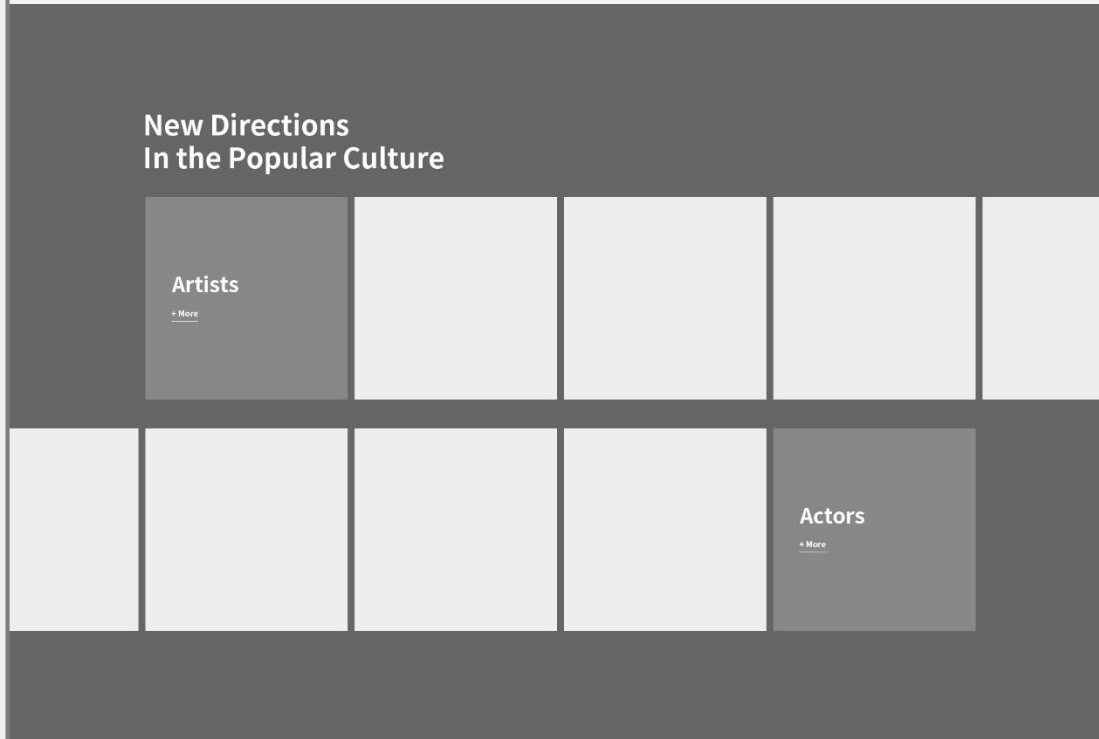 New Directions
In the Popular Culture
Artists
+ More
Actors
+ More